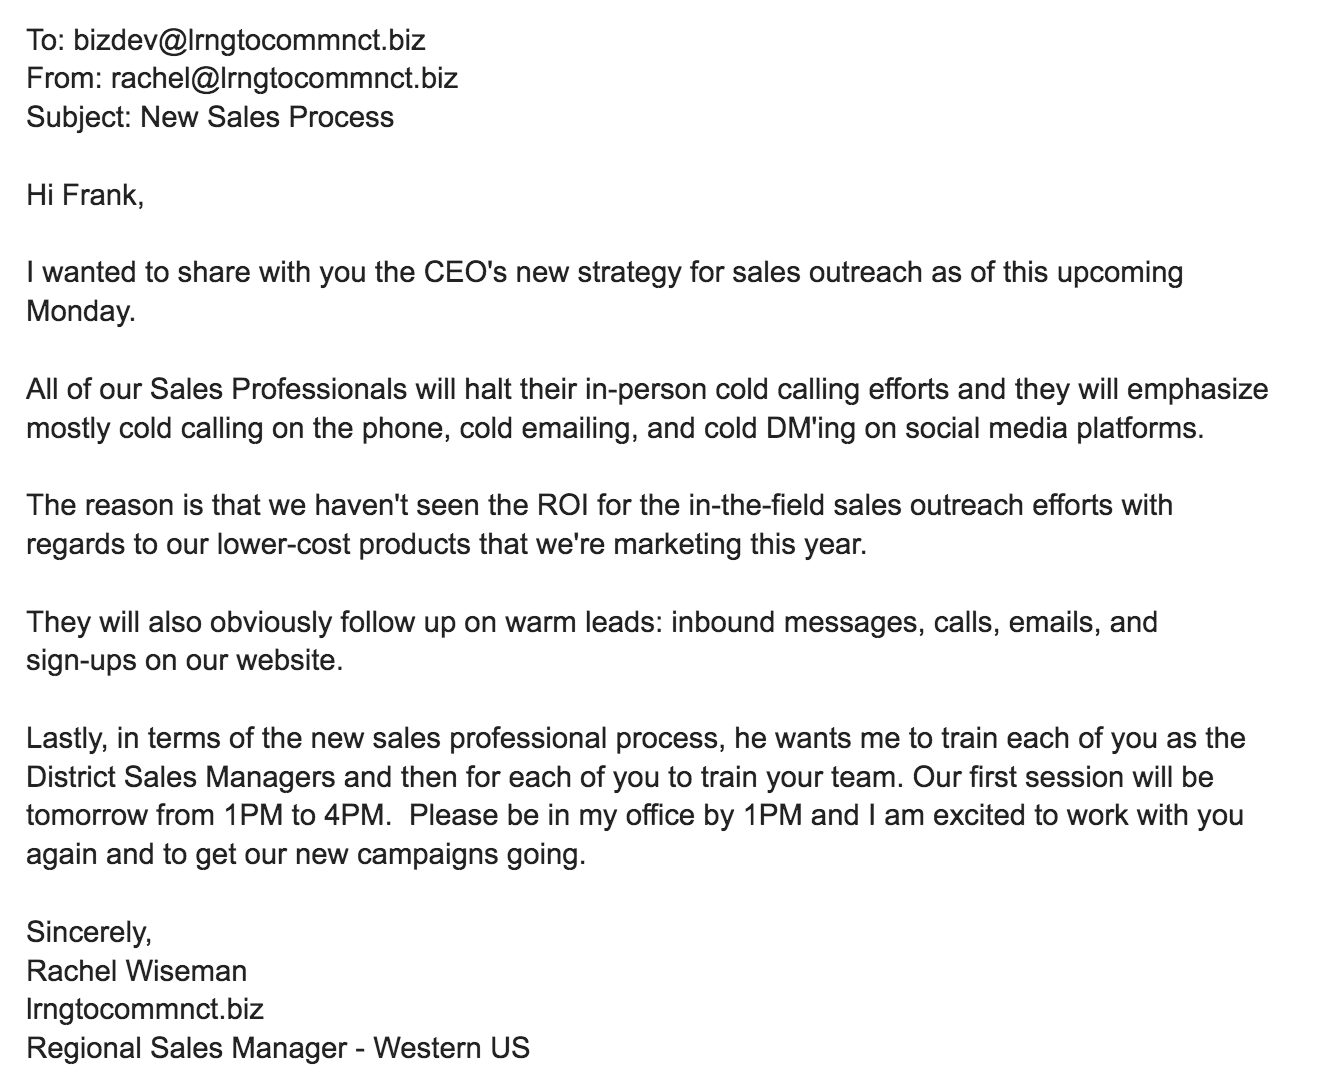 To: bizdev@lrngtocommnct.biz
From: rachel@lrngtocommnct.biz
Subject: New Sales Process
Hi Frank,
I wanted to share with you the CEO's new strategy for sales outreach as of this upcoming
Monday.
All of our Sales Professionals will halt their in-person cold calling efforts and they will emphasize
mostly cold calling on the phone, cold emailing, and cold DM'ing on social media platforms.
The reason is that we haven't seen the ROI for the in-the-field sales outreach efforts with
regards to our lower-cost products that we're marketing this year.
They will also obviously follow up on warm leads: inbound messages, calls, emails, and
sign-ups on our website.
Lastly, in terms of the new sales professional process, he wants me to train each of you as the
District Sales Managers and then for each of you to train your team. Our first session will be
tomorrow from 1PM to 4PM.  Please be in my office by 1PM and I am excited to work with you
again and to get our new campaigns going.
Sincerely,
Rachel Wiseman
lrngtocommnct.biz
Regional Sales Manager - Western US